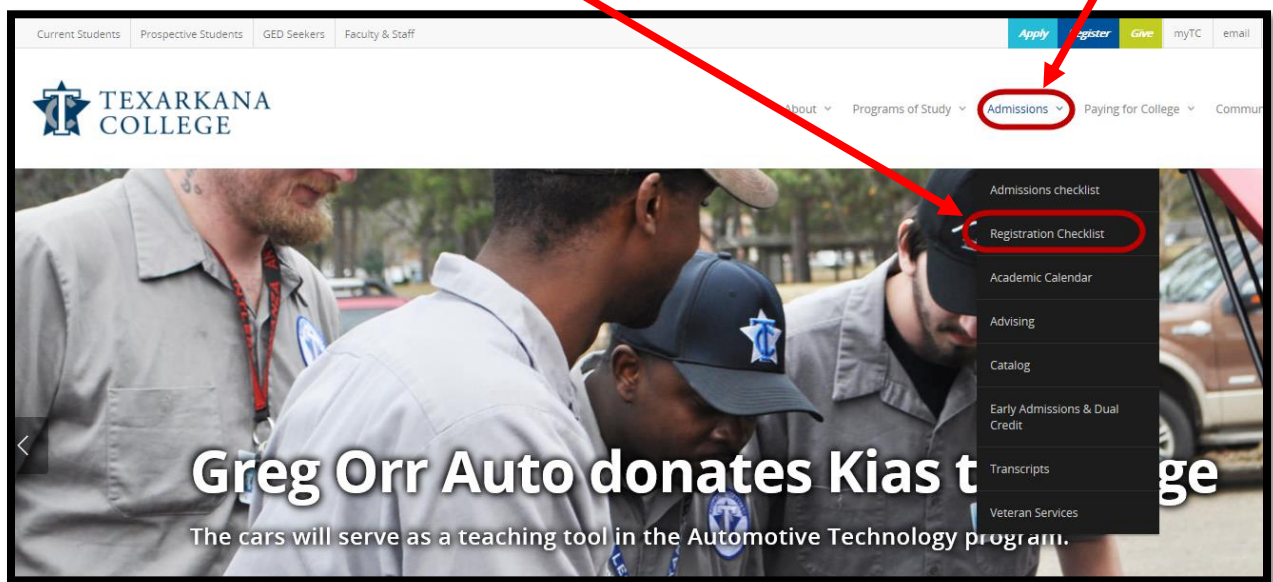 Current Students Prospective Students GED Seekers Faculty & Staff Apply Register Give myTC email
TEXARKANA
COLLEGE
About Programs of Study Admissions Paying for College Commun
Admissions checklist
Registration Checklist
Academic Calendar
Advising
Catalog
Early Admissions & Dual
Credit
Transcripts
Veteran Services
Greg Orr Auto donates Kias t ge
The cars will serve as a teaching tool in the Automotive Technology program.